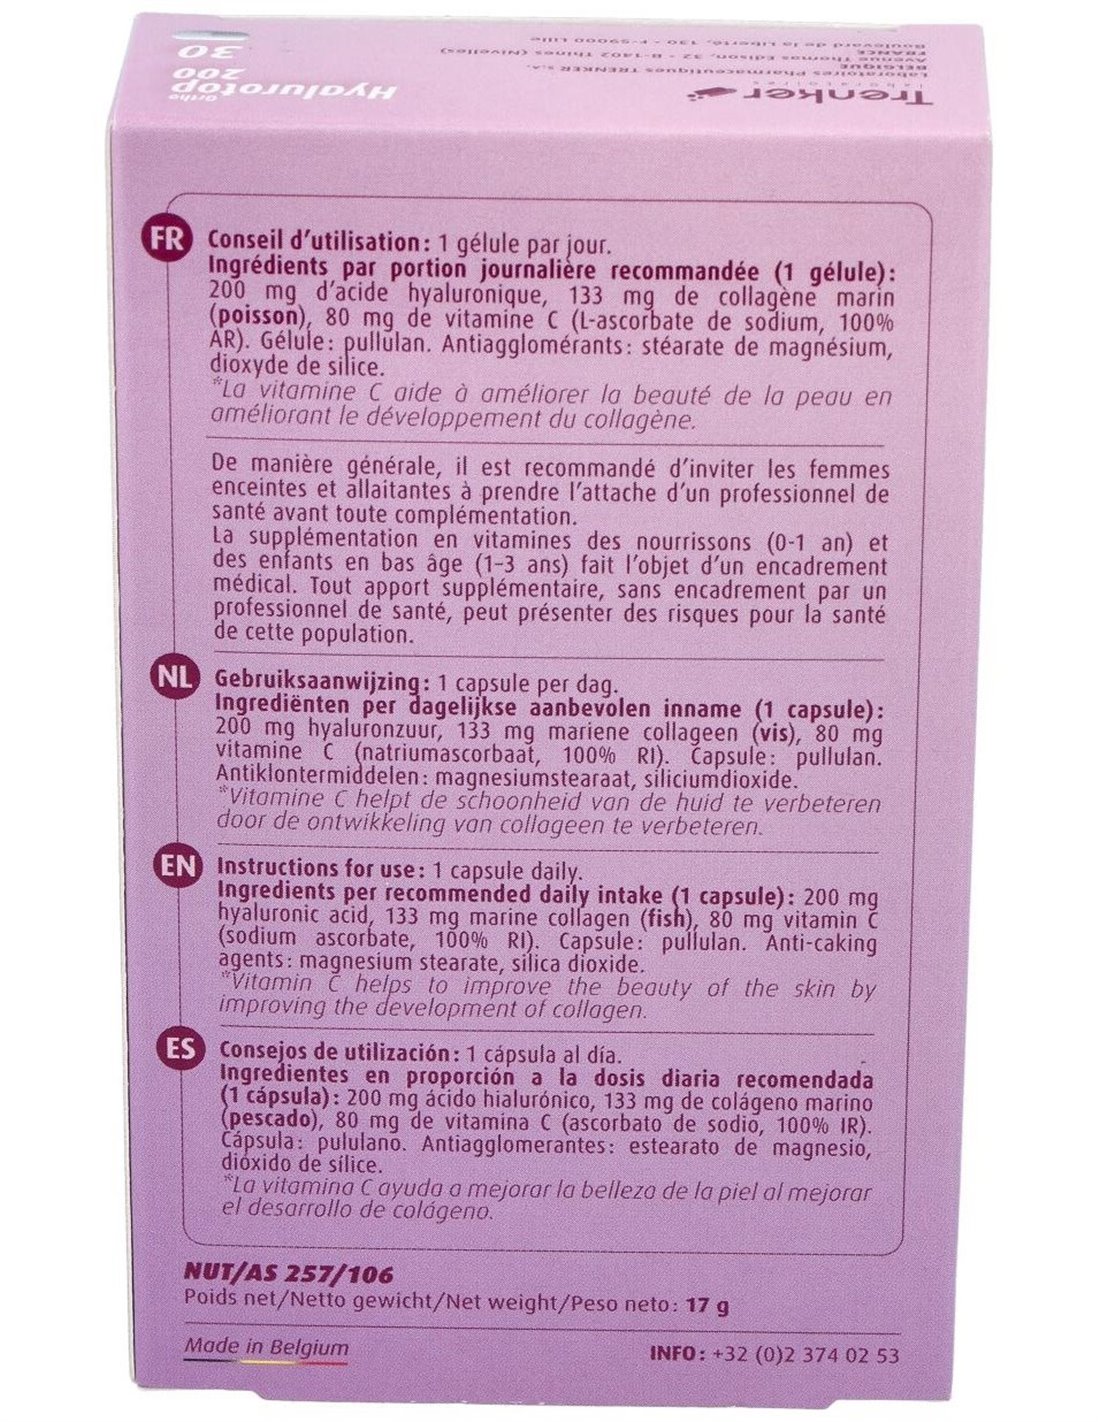 Trenker
laboratoires
Laboratoires Pharmaceutiques TRENKER s.a.
BELGIQUE
Avenue Thomas Edison, 32 - B-1402 Thines (Nivelles)
FRANCE
Boulevard de la Liberté, 130 - F-59000 Lille
Ortho
Hyalurotop
200
30
FR
Conseil d'utilisation: 1 gélule par jour.
Ingrédients par portion journalière recommandée (1 gélule):
200 mg d'acide hyaluronique, 133 mg de collagène marin
(poisson), 80 mg de vitamine C (L-ascorbate de sodium, 100%
AR). Gélule: pullulan. Antiagglomérants: stéarate de magnésium,
dioxyde de silice.
*La vitamine C aide à améliorer la beauté de la peau en
améliorant le développement du collagène.
De manière générale, il est recommandé d'inviter les femmes
enceintes et allaitantes à prendre l'attache d'un professionnel de
santé avant toute complémentation.
La supplémentation en vitamines des nourrissons (0-1 an) et
des enfants en bas âge (1-3 ans) fait l'objet d'un encadrement
médical. Tout apport supplémentaire, sans encadrement par un
professionnel de santé, peut présenter des risques pour la santé
de cette population.
NL
Gebruiksaanwijzing: 1 capsule per dag.
Ingrediënten per dagelijkse aanbevolen inname (1 capsule):
200 mg hyaluronzuur, 133 mg mariene collageen (vis), 80 mg
vitamine C (natriumascorbaat, 100% RI). Capsule: pullulan.
Antiklontermiddelen: magnesiumstearaat, siliciumdioxide.
*Vitamine C helpt de schoonheid van de huid te verbeteren
door de ontwikkeling van collageen te verbeteren.
EN
Instructions for use: 1 capsule daily.
Ingredients per recommended daily intake (1 capsule): 200 mg
hyaluronic acid, 133 mg marine collagen (fish), 80 mg vitamin C
(sodium ascorbate, 100% RI). Capsule: pullulan. Anti-caking
agents: magnesium stearate, silica dioxide.
*Vitamin C helps to improve the beauty of the skin by
improving the development of collagen.
ES
Consejos de utilización: 1 cápsula al día.
Ingredientes en proporción a la dosis diaria recomendada
(1 cápsula): 200 mg ácido hialurónico, 133 mg de colágeno marino
(pescado), 80 mg de vitamina C (ascorbato de sodio, 100% IR).
Cápsula: pululano. Antiagglomerantes: estearato de magnesio,
dióxido de sílice.
*La vitamina C ayuda a mejorar la belleza de la piel al mejorar
el desarrollo de colágeno.
NUT/AS 257/106
Poids net/Netto gewicht/Net weight/Peso neto: 17 g
Made in Belgium
INFO: +32 (0)2 374 02 53